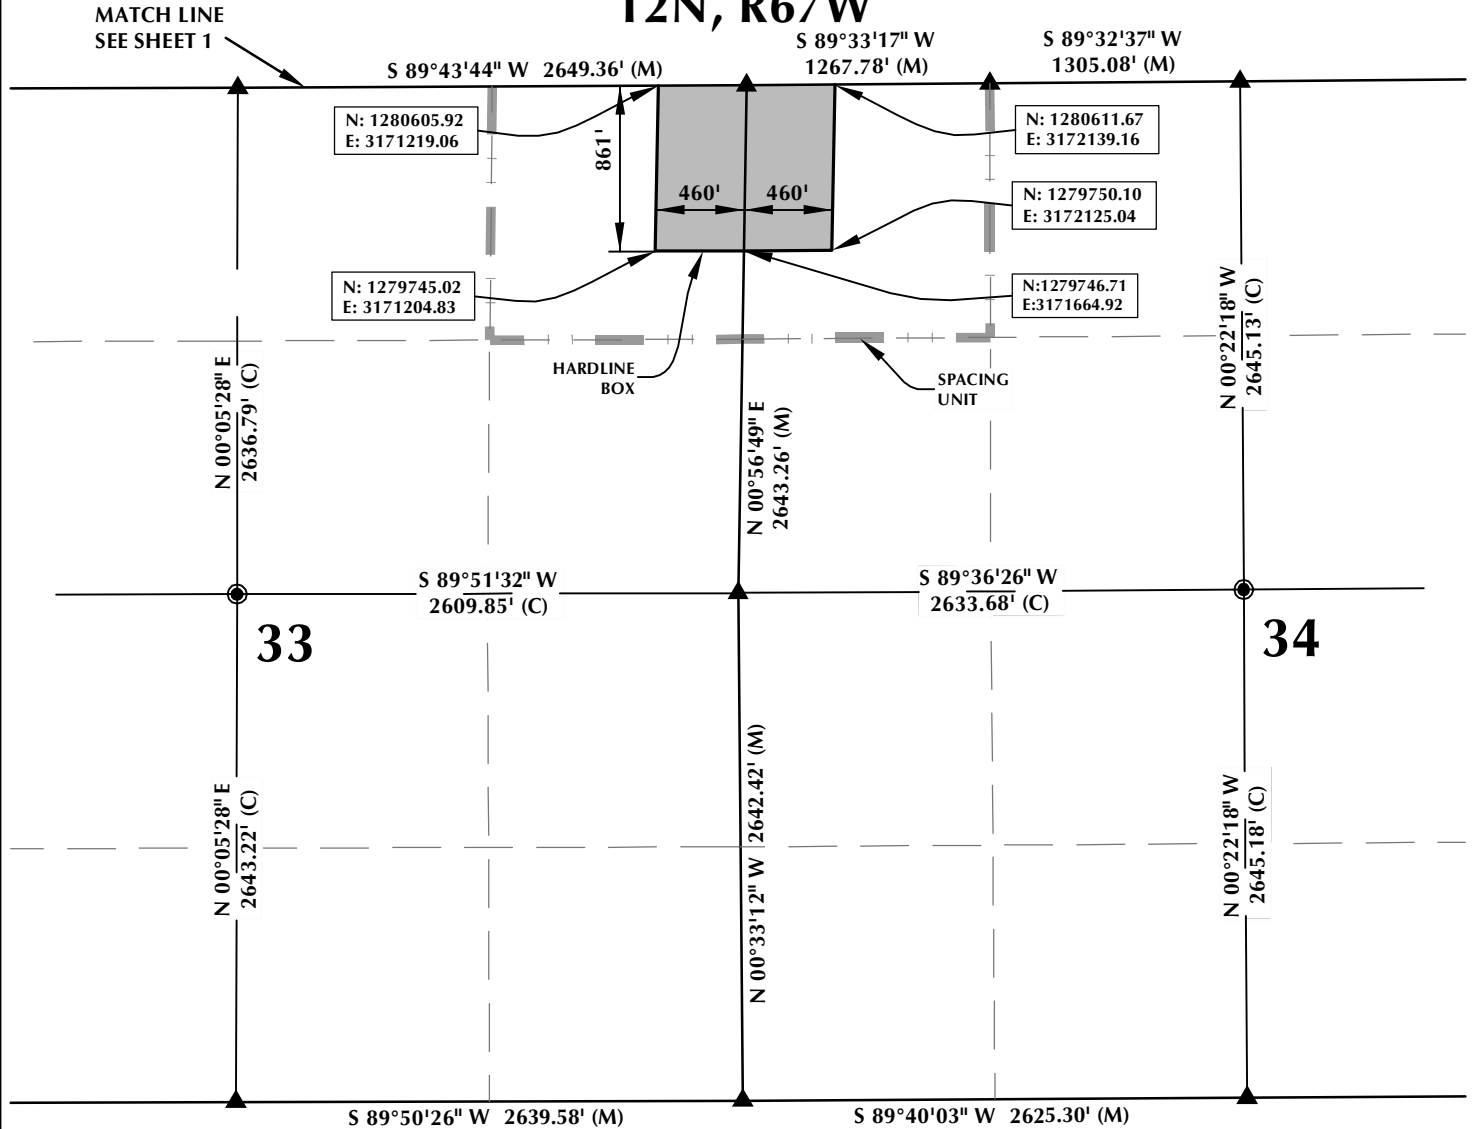 12N, R67W
MATCH LINE
SEE SHEET 1
S 89°43'44" W 2649.36' (M)
S 89°33'17" W
1267.78' (M)
S 89°32'37" W
1305.08' (M)
N: 1280605.92
E: 3171219.06
N: 1280611.67
E: 3172139.16
861'
460'
460'
N: 1279750.10
E: 3172125.04
N: 1279745.02
E: 3171204.83
N:1279746.71
E:3171664.92
HARDLINE
BOX
SPACING
UNIT
N 00°05'28" E
2636.79' (C)
N 00°56'49" E
2643.26' (M)
N 00°22'18" W
2645.13' (C)
S 89°51'32" W
2609.85' (C)
S 89°36'26" W
2633.68' (C)
33
34
N 00°05'28" E
2643.22' (C)
N 00°33'12" W 2642.42' (M)
N 00°22'18" W
2645.18' (C)
S 89°50'26" W 2639.58' (M)
S 89°40'03" W 2625.30' (M)